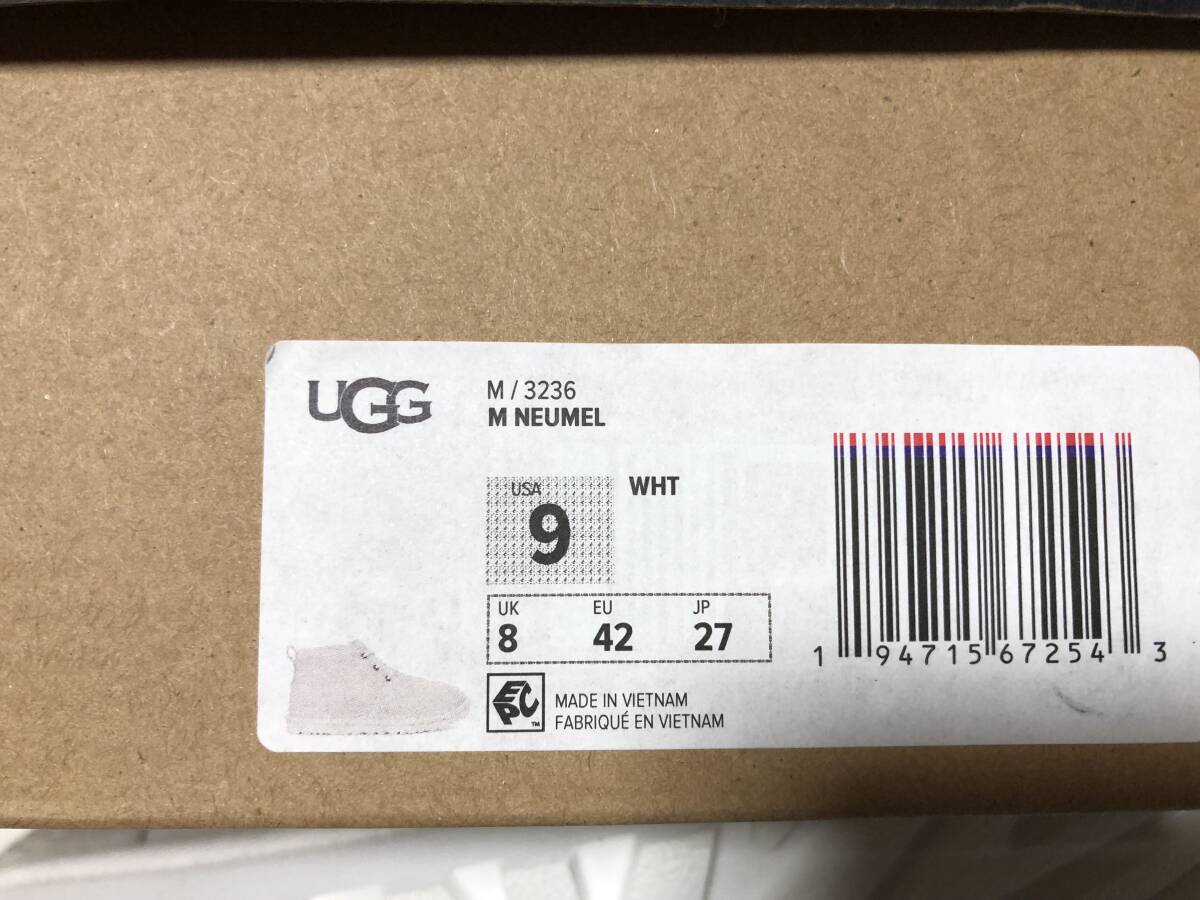 UGG
M / 3236
M NEUMEL
USA
9
WHT
UK EU JP
8 42 27
EPC
TM
MADE IN VIETNAM
FABRIQUÉ EN VIETNAM
1 94715 67254 3